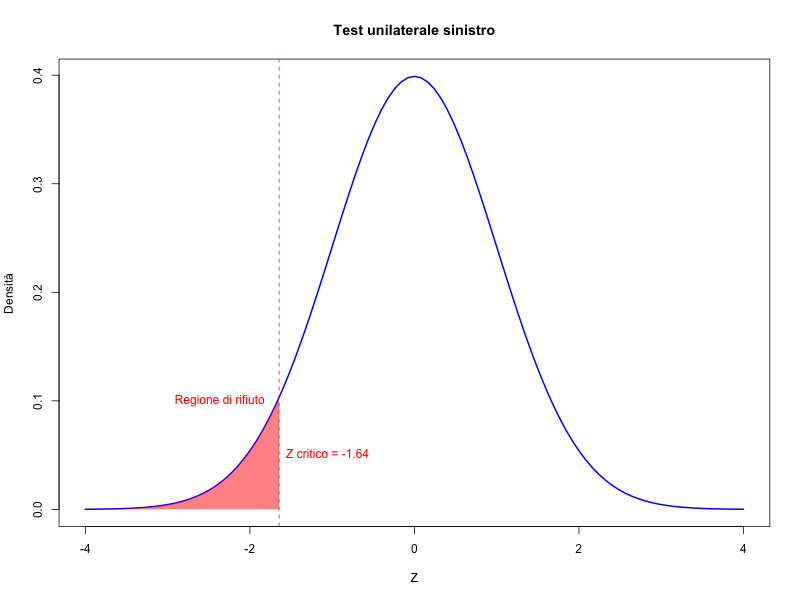 Test unilaterale sinistro
Densità
0.4
0.3
0.2
0.1
0.0
Regione di rifiuto
Z critico = -1.64
-4
-2
0
2
4
Z